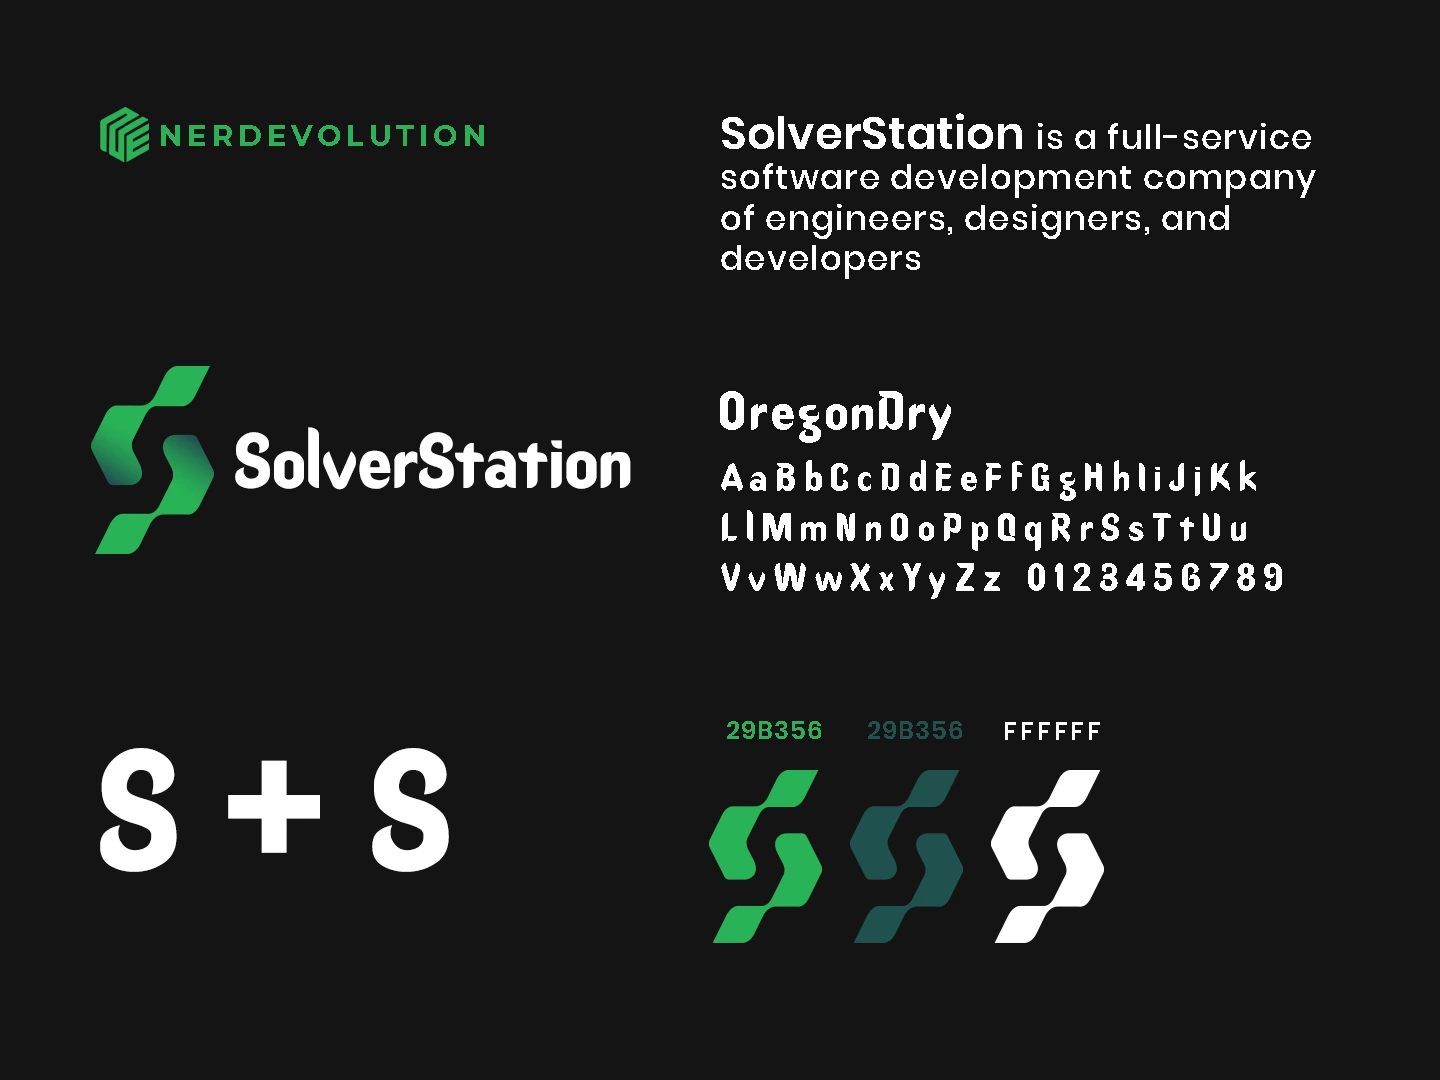 NERDEVOLUTION
SolverStation is a full-service
software development company
of engineers, designers, and
developers
SolverStation
OregonDry
AaBbCcDdEeFfGgHhIiJjKk
LlMmNnOoPpQqRrSsTtUu
VvWwXxYyZz 0123456789
S + S
29B356 29B356 FFFFFF